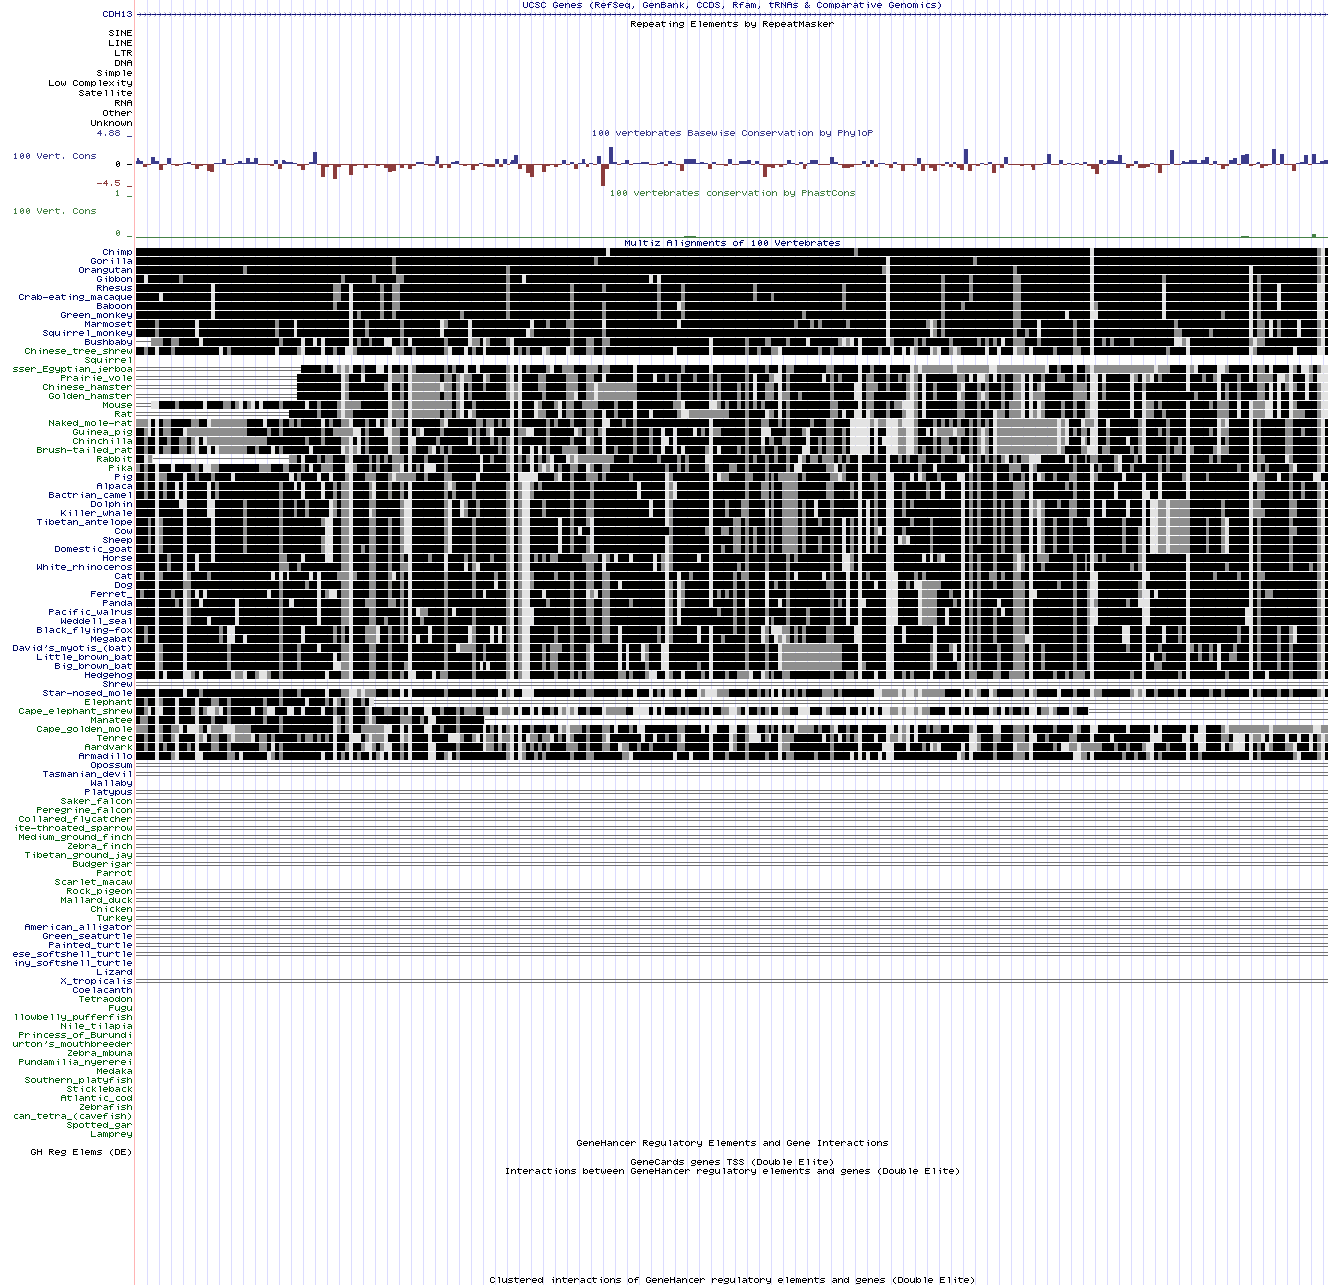 UCSC Genes (RefSeq, GenBank, CCDS, Rfam, tRNAs & Comparative Genomics)
CDH13
Repeating Elements by RepeatMasker
SINE
LINE
LTR
DNA
Simple
Low Complexity
Satellite
RNA
Other
Unknown
4.88 _
100 vertebrates Basewise Conservation by PhyloP
100 Vert. Cons
0 _
-4.5 _
1 _
100 vertebrates conservation by PhastCons
100 Vert. Cons
0 _
Multiz Alignments of 100 Vertebrates
Chimp
Gorilla
Orangutan
Gibbon
Rhesus
Crab-eating_macaque
Baboon
Green_monkey
Marmoset
Squirrel_monkey
Bushbaby
Chinese_tree_shrew
Squirrel
sser_Egyptian_jerboa
Prairie_vole
Chinese_hamster
Golden_hamster
Mouse
Rat
Naked_mole-rat
Guinea_pig
Chinchilla
Brush-tailed_rat
Rabbit
Pika
Pig
Alpaca
Bactrian_camel
Dolphin
Killer_whale
Tibetan_antelope
Cow
Sheep
Domestic_goat
Horse
White_rhinoceros
Cat
Dog
Ferret_
Panda
Pacific_walrus
Weddell_seal
Black_flying-fox
Megabat
David's_myotis_(bat)
Little_brown_bat
Big_brown_bat
Hedgehog
Shrew
Star-nosed_mole
Elephant
Cape_elephant_shrew
Manatee
Cape_golden_mole
Tenrec
Aardvark
Armadillo
Opossum
Tasmanian_devil
Wallaby
Platypus
Saker_falcon
Peregrine_falcon
Collared_flycatcher
ite-throated_sparrow
Medium_ground_finch
Zebra_finch
Tibetan_ground_jay
Budgerigar
Parrot
Scarlet_macaw
Rock_pigeon
Mallard_duck
Chicken
Turkey
American_alligator
Green_seaturtle
Painted_turtle
ese_softshell_turtle
iny_softshell_turtle
Lizard
X_tropicalis
Coelacanth
Tetraodon
Fugu
llowbelly_pufferfish
Nile_tilapia
Princess_of_Burundi
urton's_mouthbreeder
Zebra_mbuna
Pundamilia_nyererei
Medaka
Southern_platyfish
Stickleback
Atlantic_cod
Zebrafish
can_tetra_(cavefish)
Spotted_gar
Lamprey
GeneHancer Regulatory Elements and Gene Interactions
GH Reg Elems (DE)
GeneCards genes TSS (Double Elite)
Interactions between GeneHancer regulatory elements and genes (Double Elite)
Clustered interactions of GeneHancer regulatory elements and genes (Double Elite)